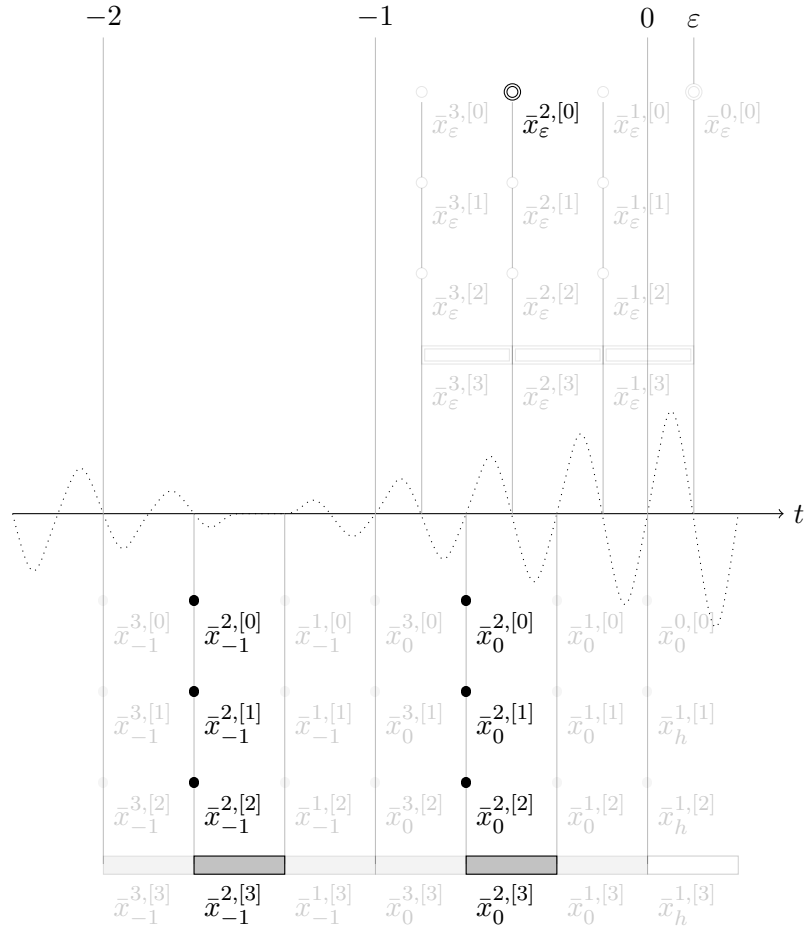 −2 −1 0 ε
x̄_ε^{3,[0]} x̄_ε^{2,[0]} x̄_ε^{1,[0]} x̄_ε^{0,[0]}
x̄_ε^{3,[1]} x̄_ε^{2,[1]} x̄_ε^{1,[1]}
x̄_ε^{3,[2]} x̄_ε^{2,[2]} x̄_ε^{1,[2]}
x̄_ε^{3,[3]} x̄_ε^{2,[3]} x̄_ε^{1,[3]}
t
x̄_{-1}^{3,[0]} x̄_{-1}^{2,[0]} x̄_{-1}^{1,[0]} x̄_0^{3,[0]} x̄_0^{2,[0]} x̄_0^{1,[0]} x̄_0^{0,[0]}
x̄_{-1}^{3,[1]} x̄_{-1}^{2,[1]} x̄_{-1}^{1,[1]} x̄_0^{3,[1]} x̄_0^{2,[1]} x̄_0^{1,[1]} x̄_h^{1,[1]}
x̄_{-1}^{3,[2]} x̄_{-1}^{2,[2]} x̄_{-1}^{1,[2]} x̄_0^{3,[2]} x̄_0^{2,[2]} x̄_0^{1,[2]} x̄_h^{1,[2]}
x̄_{-1}^{3,[3]} x̄_{-1}^{2,[3]} x̄_{-1}^{1,[3]} x̄_0^{3,[3]} x̄_0^{2,[3]} x̄_0^{1,[3]} x̄_h^{1,[3]}